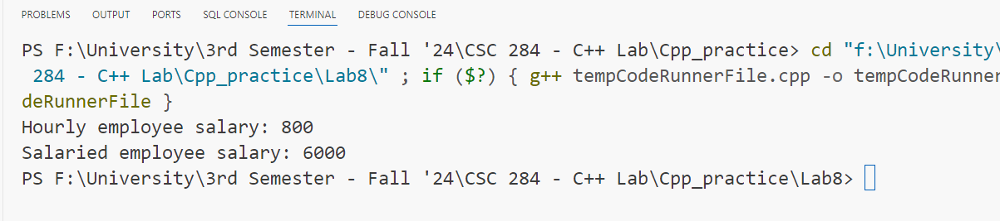 PROBLEMS OUTPUT PORTS SQL CONSOLE TERMINAL DEBUG CONSOLE
PS F:\University\3rd Semester - Fall '24\CSC 284 - C++ Lab\Cpp_practice> cd "f:\University\
284 - C++ Lab\Cpp_practice\Lab8\" ; if ($?) { g++ tempCodeRunnerFile.cpp -o tempCodeRunner
deRunnerFile }
Hourly employee salary: 800
Salaried employee salary: 6000
PS F:\University\3rd Semester - Fall '24\CSC 284 - C++ Lab\Cpp_practice\Lab8>